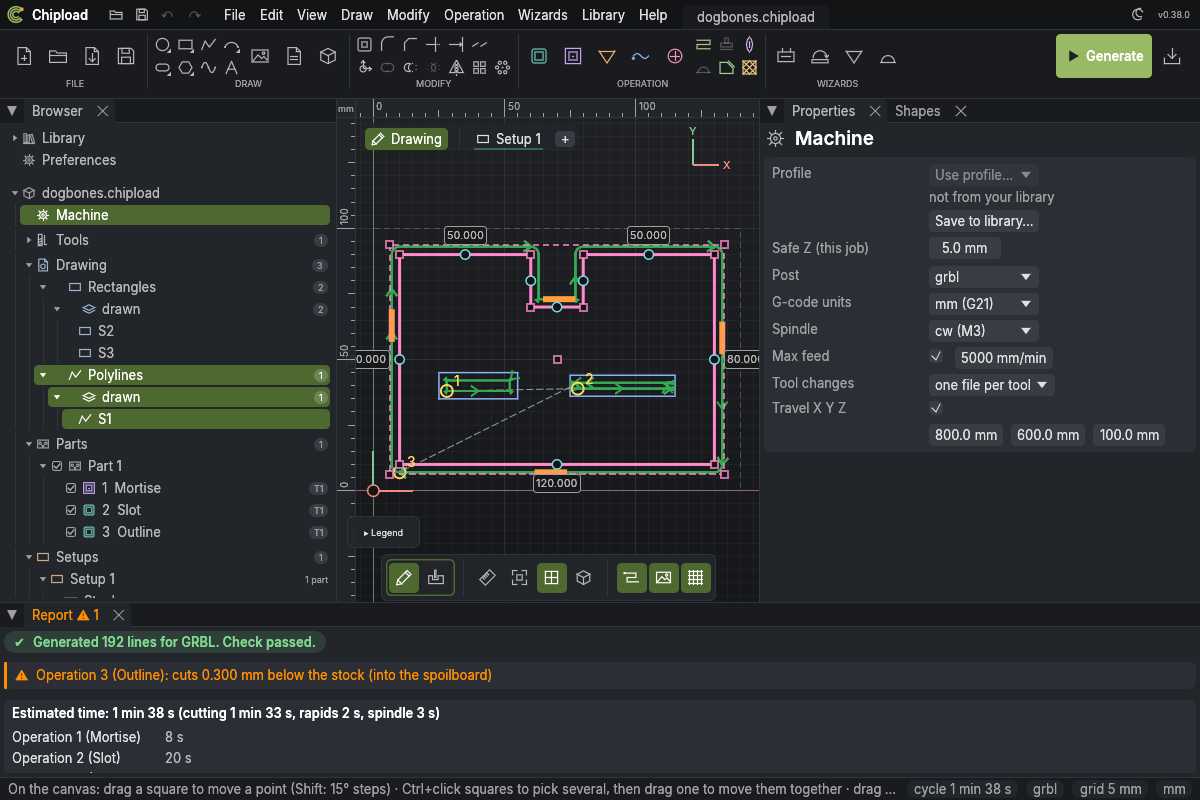 Chipload
File Edit View Draw Modify Operation Wizards Library Help
dogbones.chipload
v0.38.0
FILE
DRAW
MODIFY
OPERATION
WIZARDS
Generate
Browser
Library
Preferences
dogbones.chipload
Machine
Tools 1
Drawing 3
Rectangles 2
drawn 2
S2
S3
Polylines 1
drawn 1
S1
Parts 1
Part 1
1 Mortise T1
2 Slot T1
3 Outline T1
Setups 1
Setup 1 1 part
mm 0 50 100
100
50
0
Drawing
Setup 1
+
Y
X
50.000 50.000
0.000
80.000
1
2
3
120.000
Legend
Properties
Shapes
Machine
Profile Use profile...
not from your library
Save to library...
Safe Z (this job) 5.0 mm
Post grbl
G-code units mm (G21)
Spindle cw (M3)
Max feed 5000 mm/min
Tool changes one file per tool
Travel X Y Z
800.0 mm 600.0 mm 100.0 mm
Report 1
Generated 192 lines for GRBL. Check passed.
Operation 3 (Outline): cuts 0.300 mm below the stock (into the spoilboard)
Estimated time: 1 min 38 s (cutting 1 min 33 s, rapids 2 s, spindle 3 s)
Operation 1 (Mortise) 8 s
Operation 2 (Slot) 20 s
On the canvas: drag a square to move a point (Shift: 15° steps) · Ctrl+click squares to pick several, then drag one to move them together · drag ...
cycle 1 min 38 s
grbl
grid 5 mm
mm